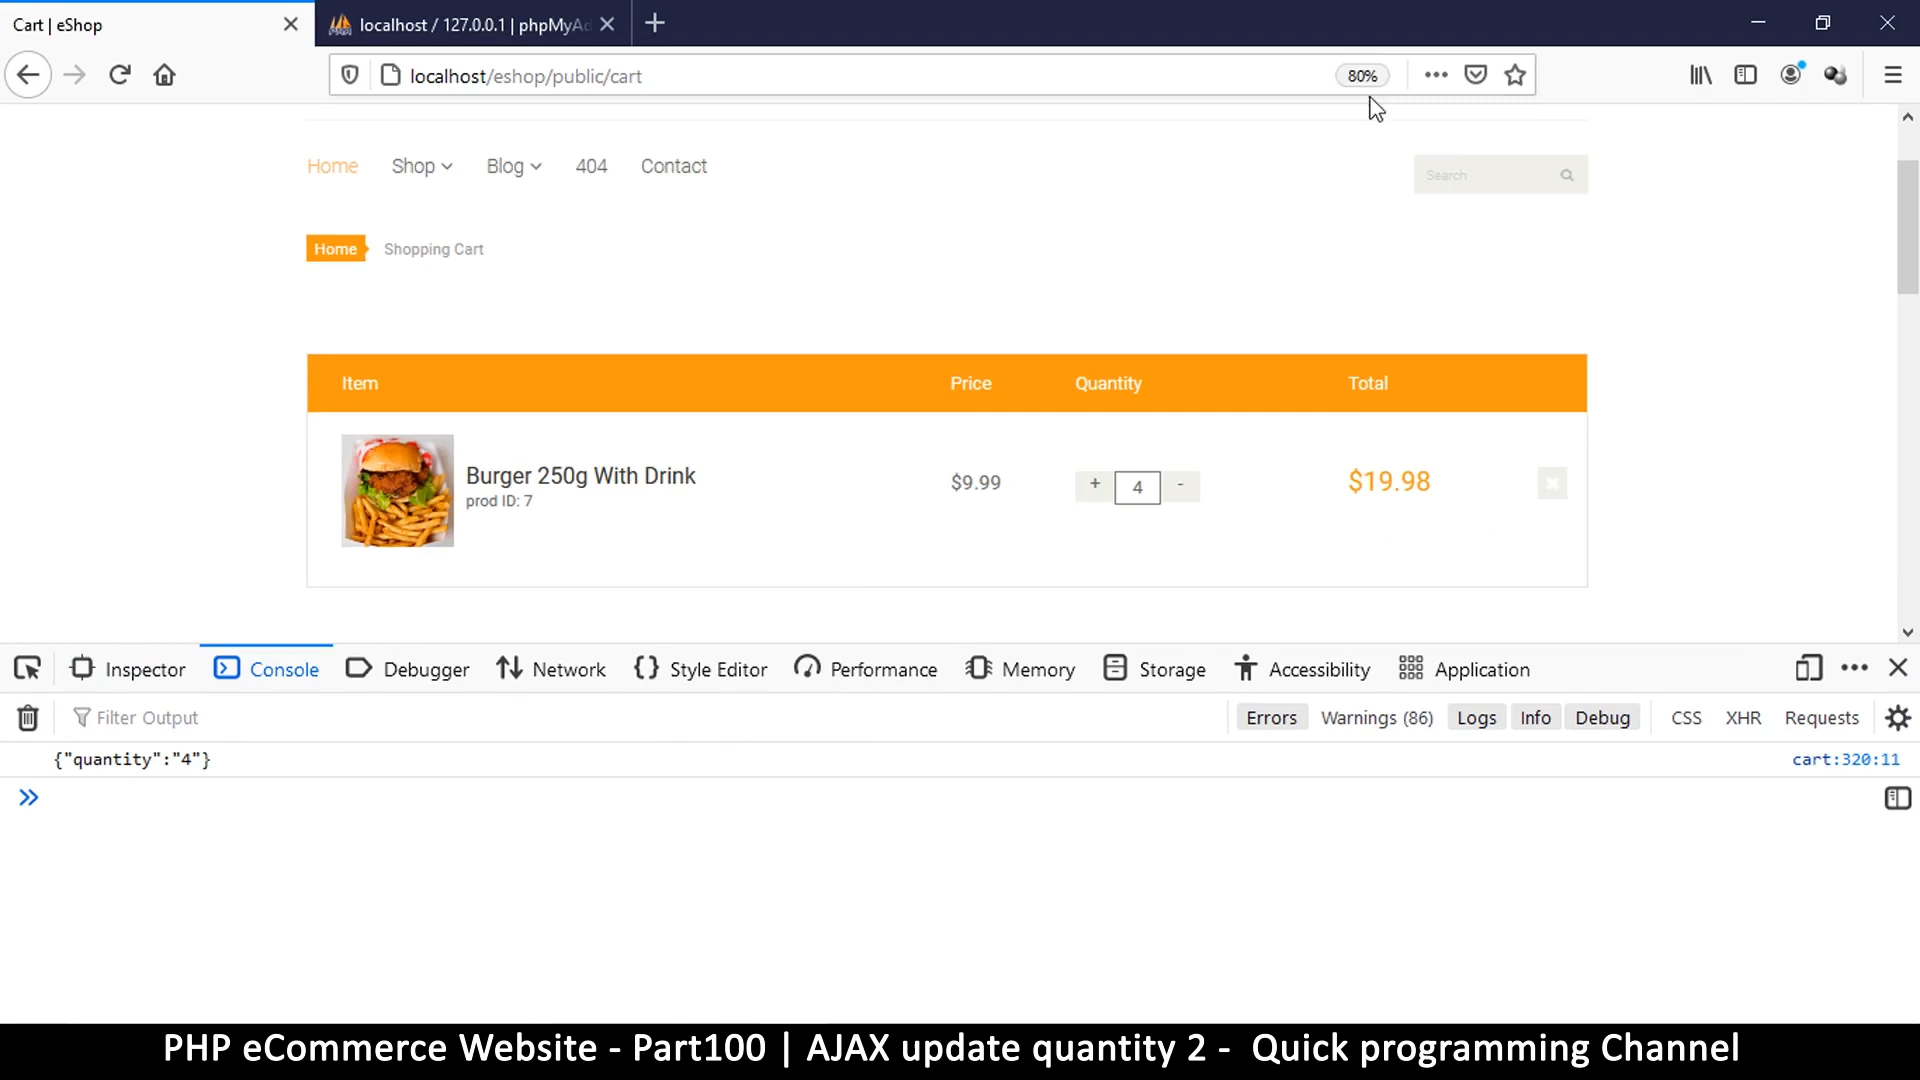 Cart | eShop
localhost / 127.0.0.1 | phpMyAd
localhost/eshop/public/cart
80%
Home Shop Blog 404 Contact
Search
Home Shopping Cart
Item Price Quantity Total
Burger 250g With Drink
prod ID: 7
$9.99
+ 4 -
$19.98
Inspector Console Debugger Network Style Editor Performance Memory Storage Accessibility Application
Filter Output
Errors Warnings (86) Logs Info Debug CSS XHR Requests
{"quantity":"4"}
cart:320:11
PHP eCommerce Website - Part100 | AJAX update quantity 2 - Quick programming Channel